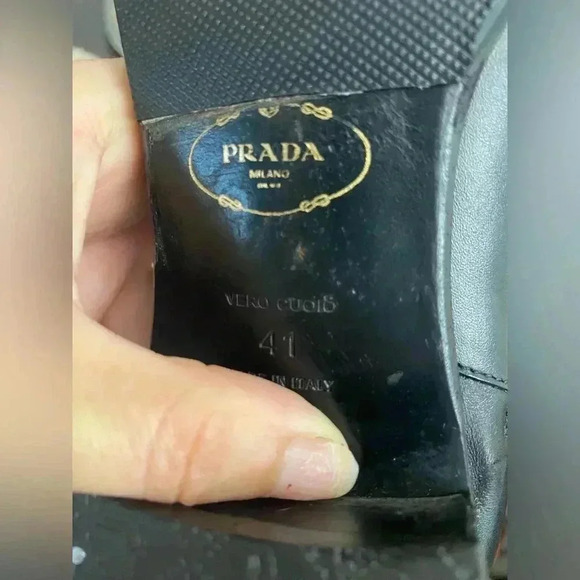 PRADA
MILANO
VERO CUOIO
41
IN ITALY